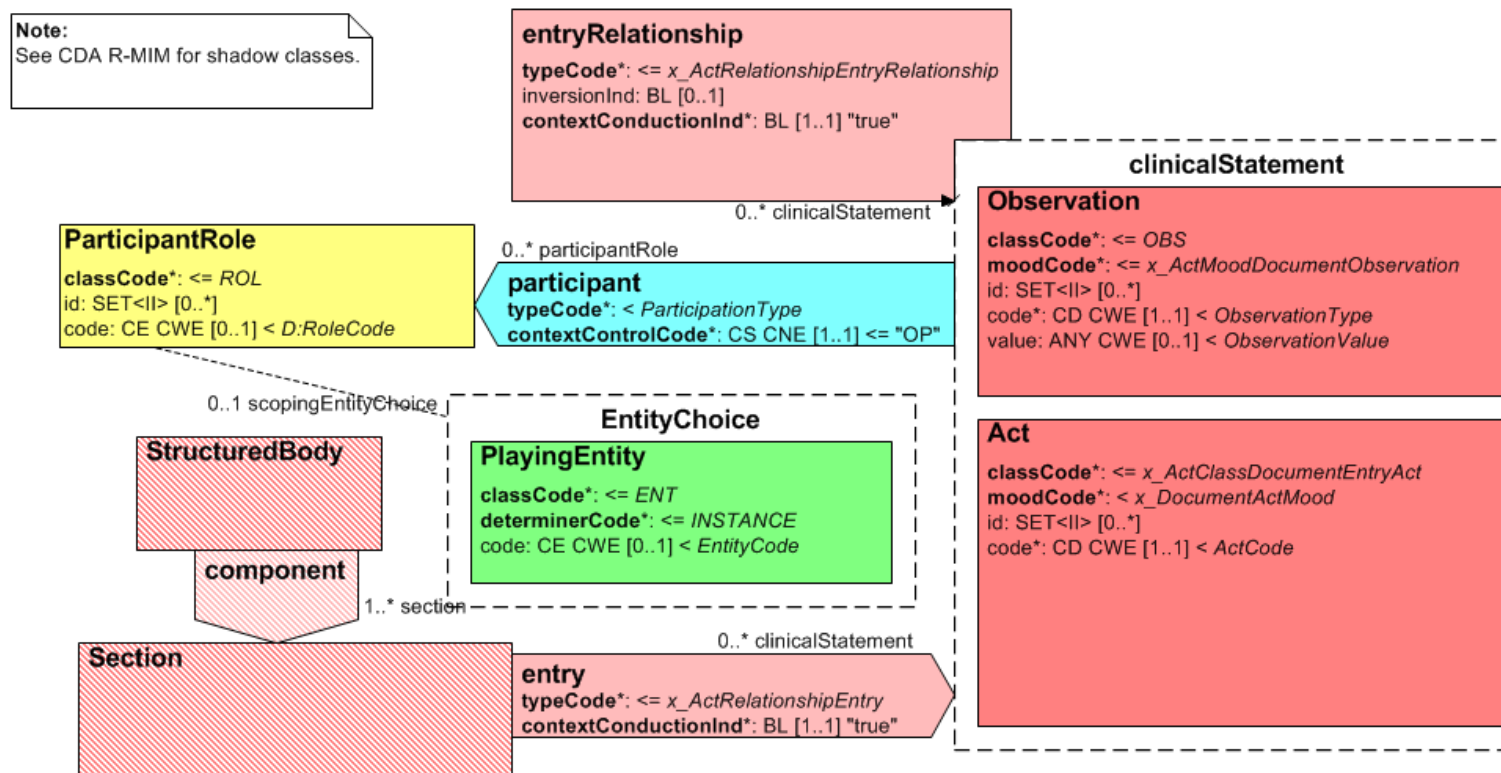 Note:
See CDA R-MIM for shadow classes.
entryRelationship
typeCode*: <= x_ActRelationshipEntryRelationship
inversionInd: BL [0..1]
contextConductionInd*: BL [1..1] "true"
0..* clinicalStatement
clinicalStatement
Observation
classCode*: <= OBS
moodCode*: <= x_ActMoodDocumentObservation
id: SET<II> [0..*]
code*: CD CWE [1..1] < ObservationType
value: ANY CWE [0..1] < ObservationValue
Act
classCode*: <= x_ActClassDocumentEntryAct
moodCode*: < x_DocumentActMood
id: SET<II> [0..*]
code*: CD CWE [1..1] < ActCode
ParticipantRole
classCode*: <= ROL
id: SET<II> [0..*]
code: CE CWE [0..1] < D:RoleCode
0..* participantRole
participant
typeCode*: < ParticipationType
contextControlCode*: CS CNE [1..1] <= "OP"
0..1 scopingEntityChoice
EntityChoice
PlayingEntity
classCode*: <= ENT
determinerCode*: <= INSTANCE
code: CE CWE [0..1] < EntityCode
StructuredBody
component
1..* section
Section
0..* clinicalStatement
entry
typeCode*: <= x_ActRelationshipEntry
contextConductionInd*: BL [1..1] "true"